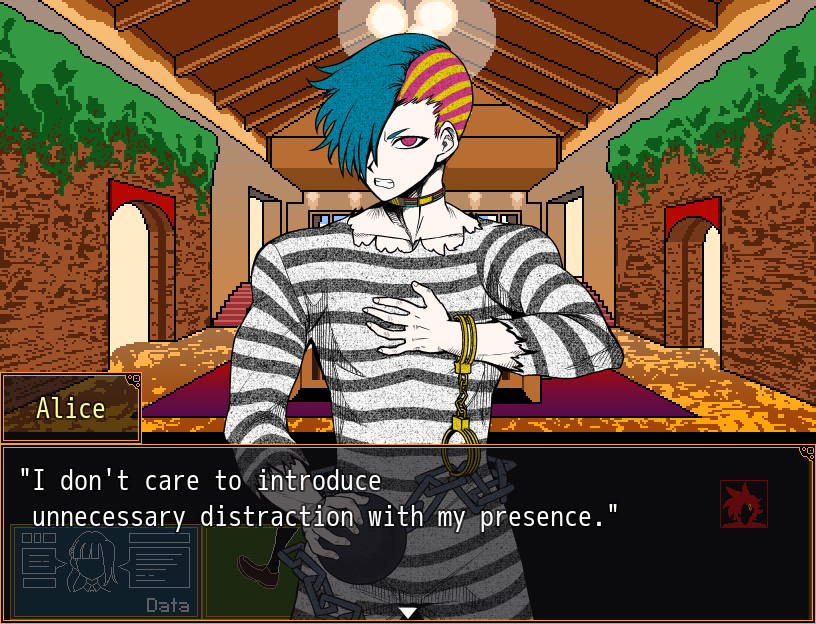 Alice
"I don't care to introduce
unnecessary distraction with my presence."
Data